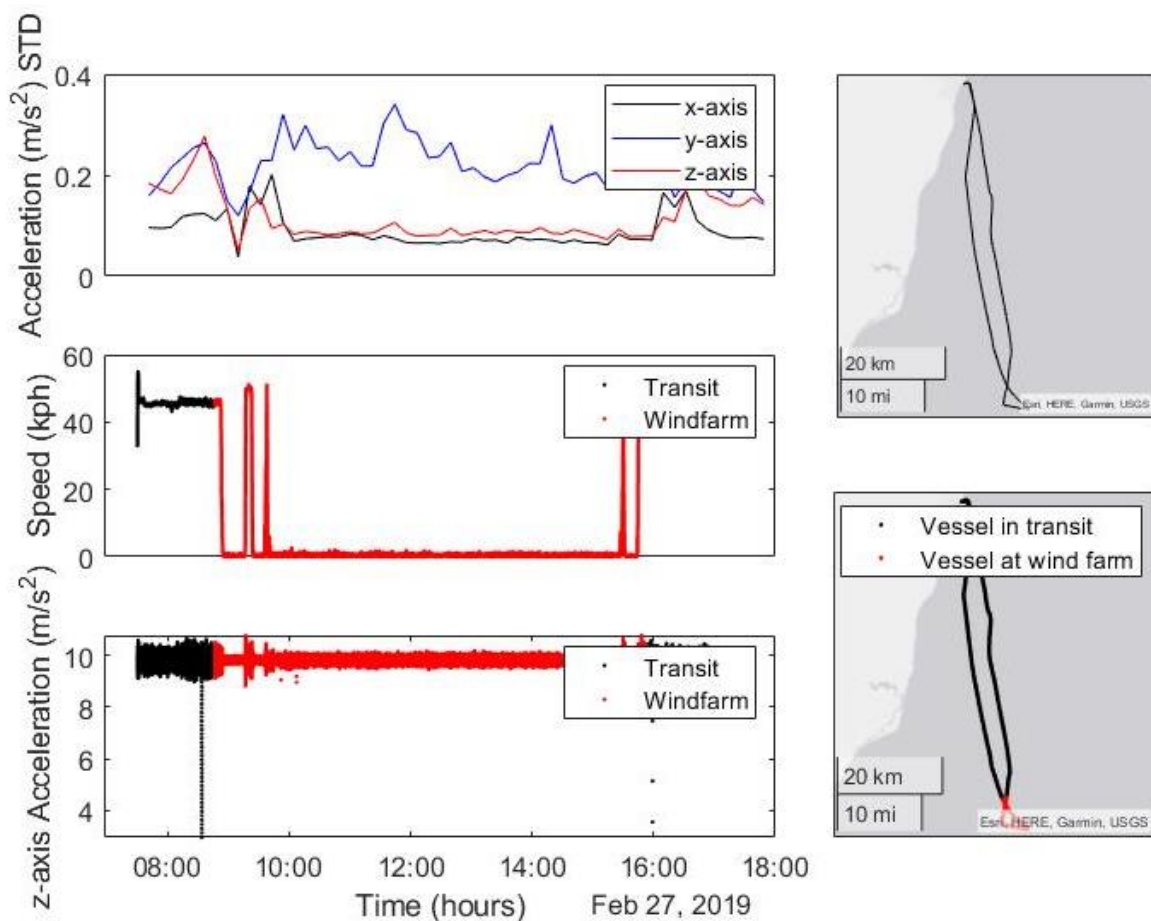 Acceleration (m/s²) STD
0.4
0.2
0
x-axis
y-axis
z-axis
20 km
10 mi
Esri, HERE, Garmin, USGS
Speed (kph)
60
40
20
0
Transit
Windfarm
z-axis Acceleration (m/s²)
10
8
6
4
Transit
Windfarm
08:00
10:00
12:00
14:00
16:00
18:00
Time (hours)
Feb 27, 2019
Vessel in transit
Vessel at wind farm
20 km
10 mi
Esri, HERE, Garmin, USGS